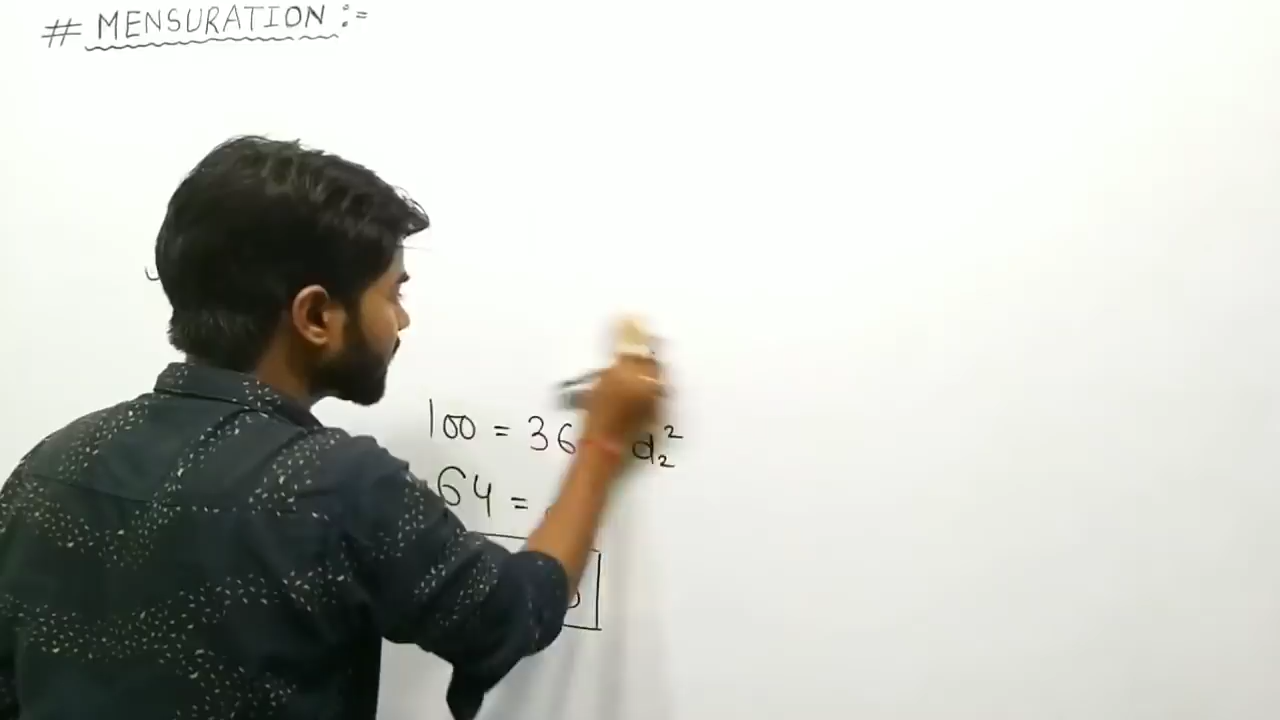 # MENSURATION :=
100 = 36 d₂²
64 =